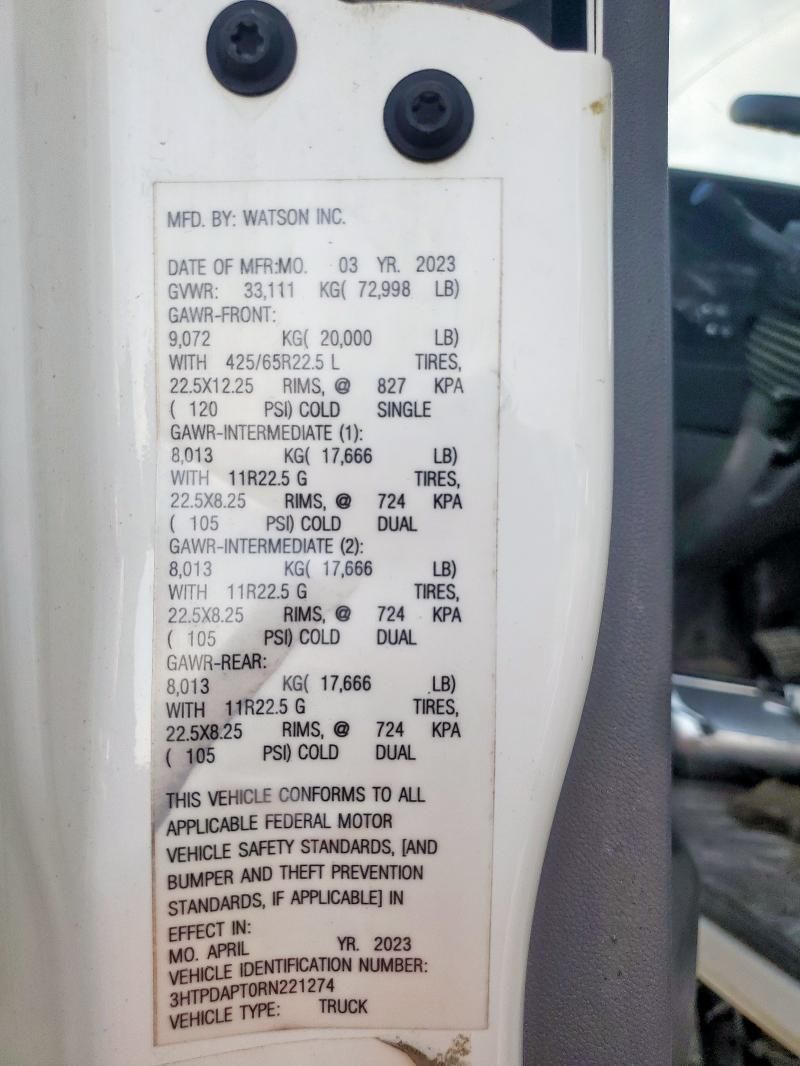 MFD. BY: WATSON INC.
DATE OF MFR:MO. 03 YR. 2023
GVWR: 33,111 KG( 72,998 LB)
GAWR-FRONT:
9,072 KG( 20,000 LB)
WITH 425/65R22.5 L TIRES,
22.5X12.25 RIMS, @ 827 KPA
( 120 PSI) COLD SINGLE
GAWR-INTERMEDIATE (1):
8,013 KG( 17,666 LB)
WITH 11R22.5 G TIRES,
22.5X8.25 RIMS, @ 724 KPA
( 105 PSI) COLD DUAL
GAWR-INTERMEDIATE (2):
8,013 KG( 17,666 LB)
WITH 11R22.5 G TIRES,
22.5X8.25 RIMS, @ 724 KPA
( 105 PSI) COLD DUAL
GAWR-REAR:
8,013 KG( 17,666 LB)
WITH 11R22.5 G TIRES,
22.5X8.25 RIMS, @ 724 KPA
( 105 PSI) COLD DUAL
THIS VEHICLE CONFORMS TO ALL
APPLICABLE FEDERAL MOTOR
VEHICLE SAFETY STANDARDS, [AND
BUMPER AND THEFT PREVENTION
STANDARDS, IF APPLICABLE] IN
EFFECT IN:
MO. APRIL YR. 2023
VEHICLE IDENTIFICATION NUMBER:
3HTPDAPT0RN221274
VEHICLE TYPE: TRUCK